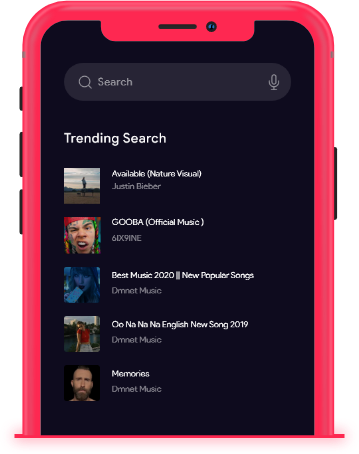 Search
Trending Search
Available (Nature Visual)
Justin Bieber
GOOBA (Official Music )
6IX9INE
Best Music 2020 || New Popular Songs
Dmnet Music
Oo Na Na Na English New Song 2019
Dmnet Music
Memories
Dmnet Music